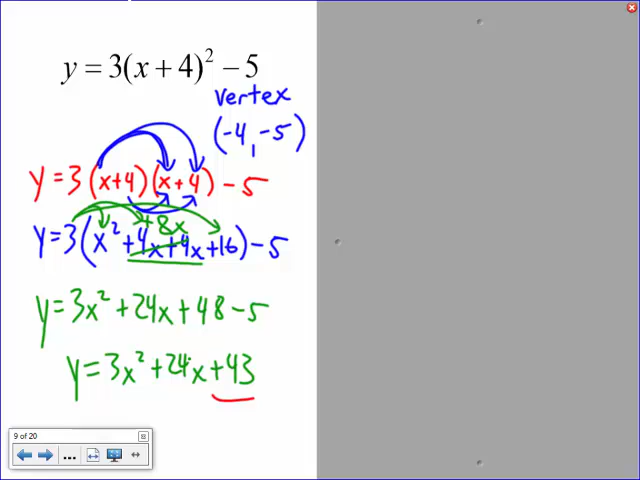 y = 3(x + 4)² − 5
vertex
(-4, -5)
y = 3(x+4)(x+4) - 5
+8x
y = 3(x² + 4x + 4x + 16) - 5
y = 3x² + 24x + 48 - 5
y = 3x² + 24x + 43
9 of 20
...